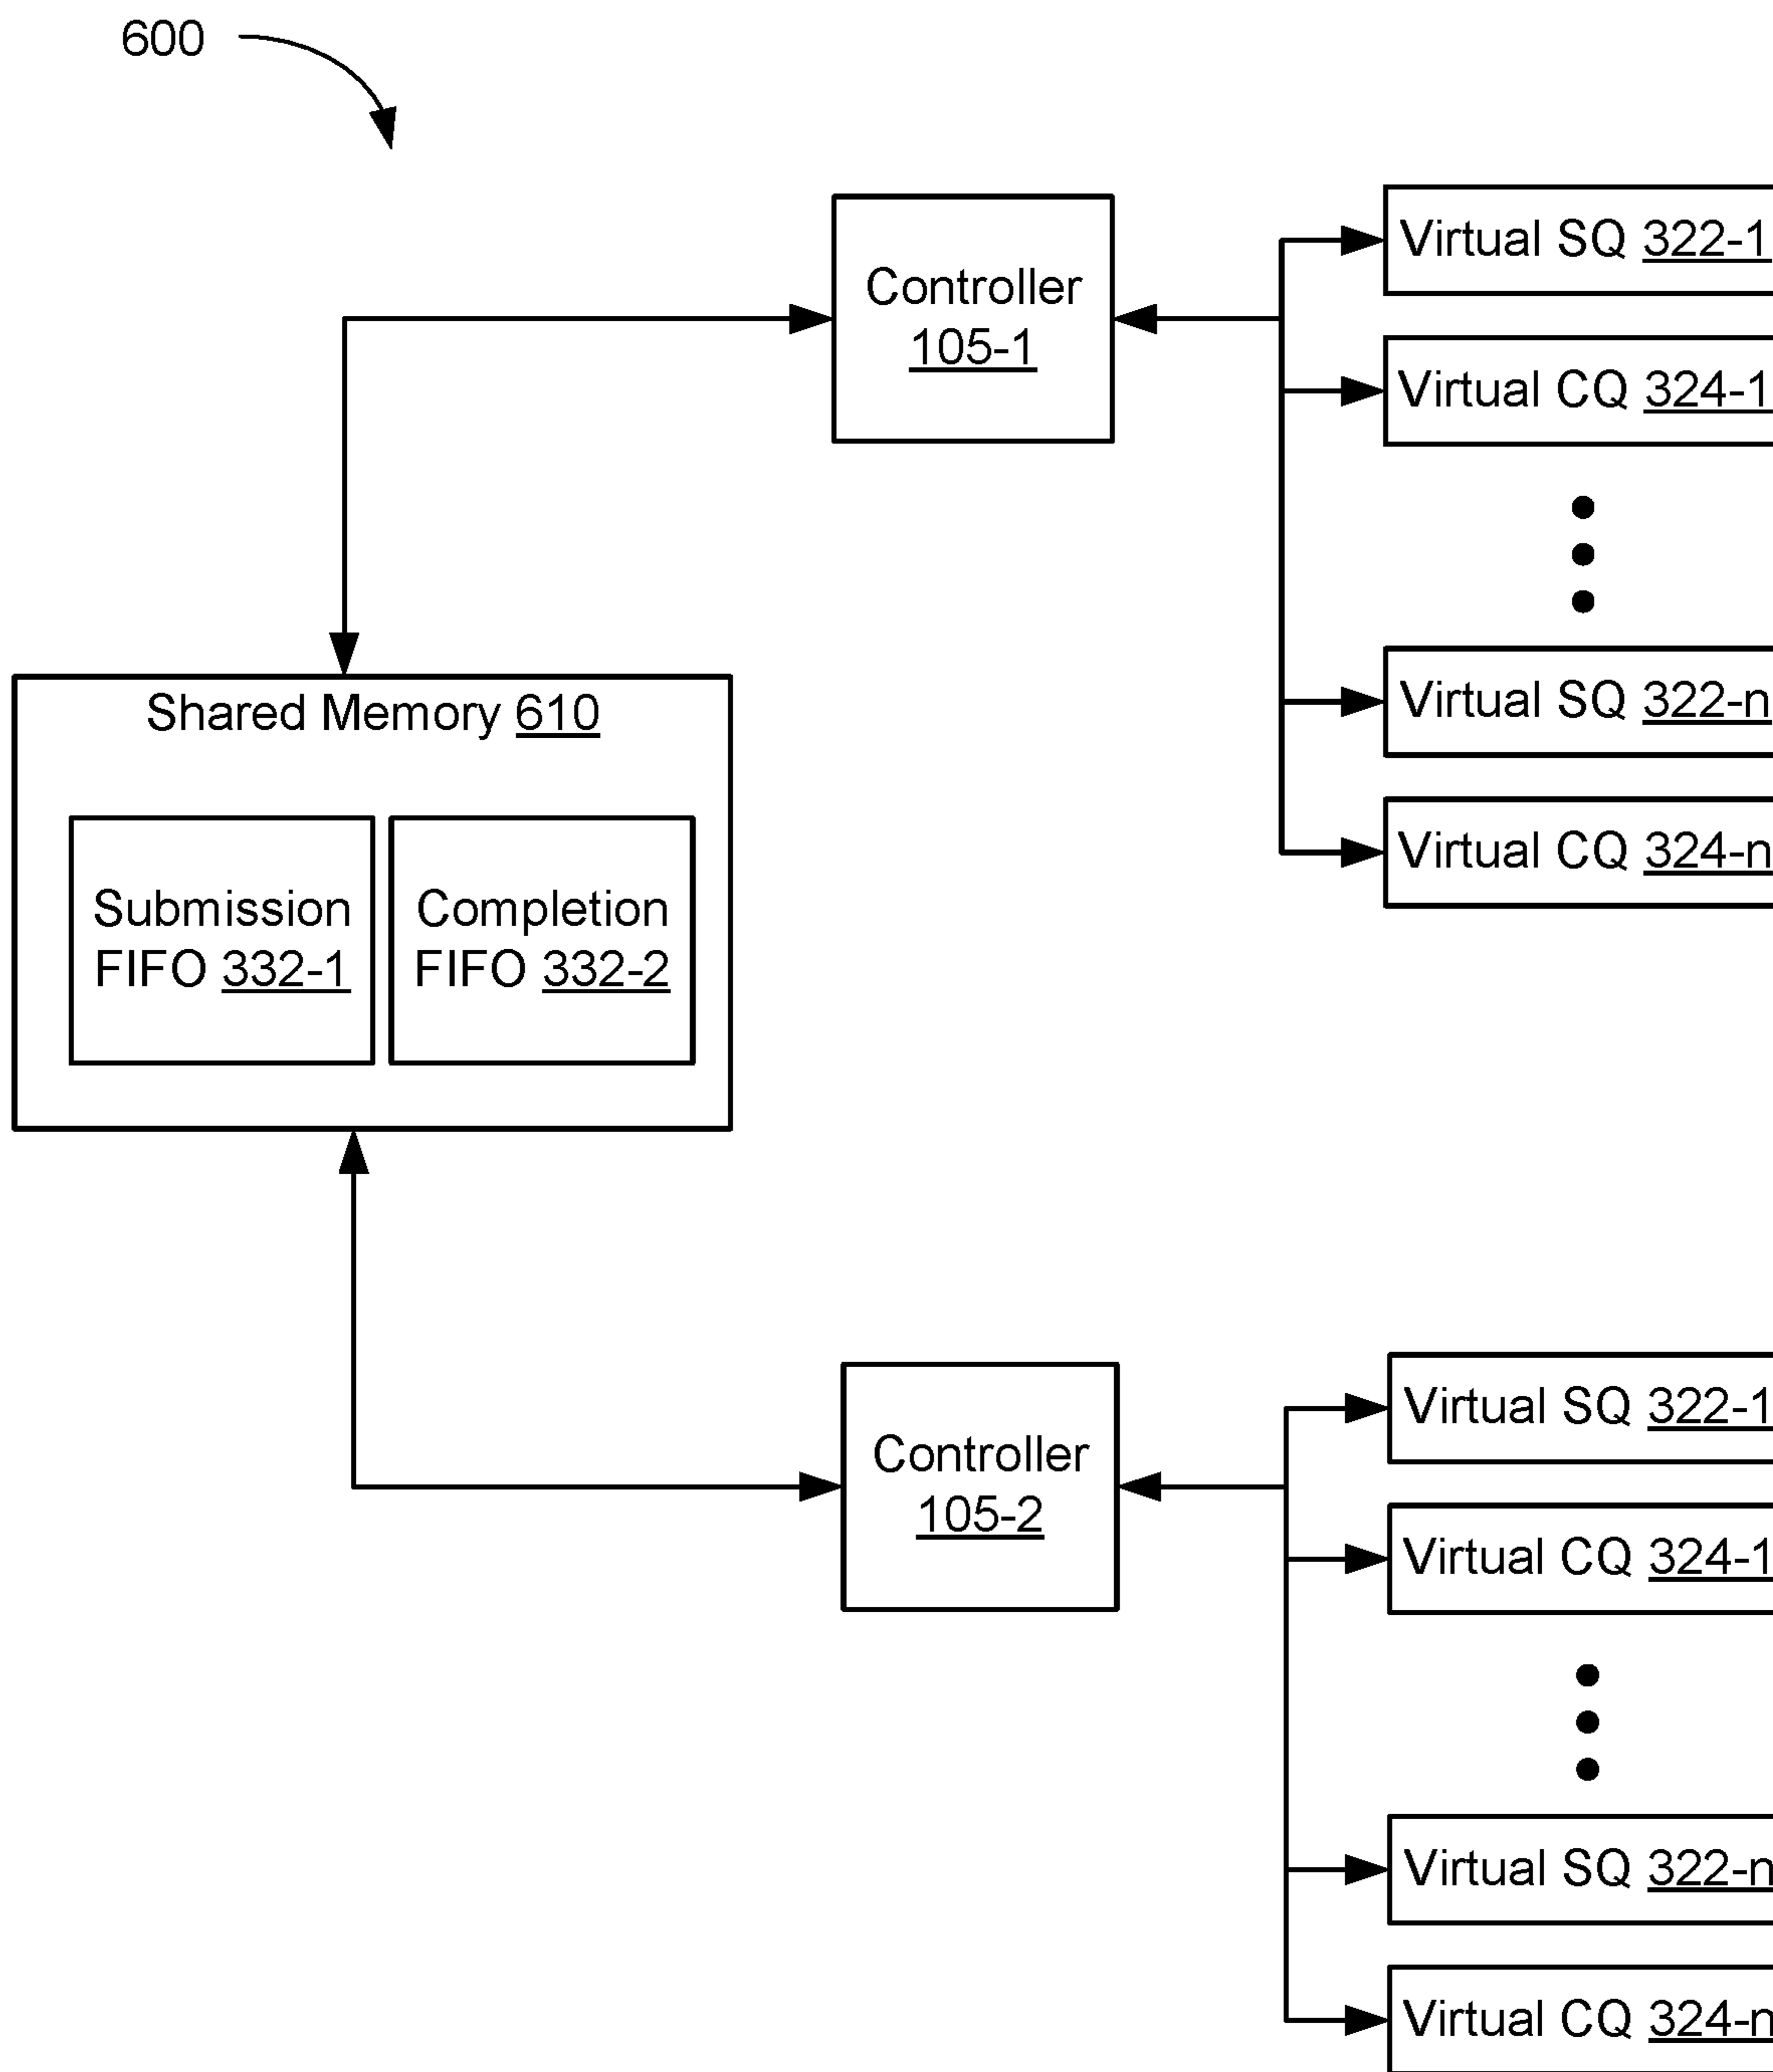 600
Controller
105-1
Virtual SQ 322-1
Virtual CQ 324-1
Virtual SQ 322-n
Virtual CQ 324-n
Shared Memory 610
Submission
FIFO 332-1
Completion
FIFO 332-2
Controller
105-2
Virtual SQ 322-1
Virtual CQ 324-1
Virtual SQ 322-n
Virtual CQ 324-n